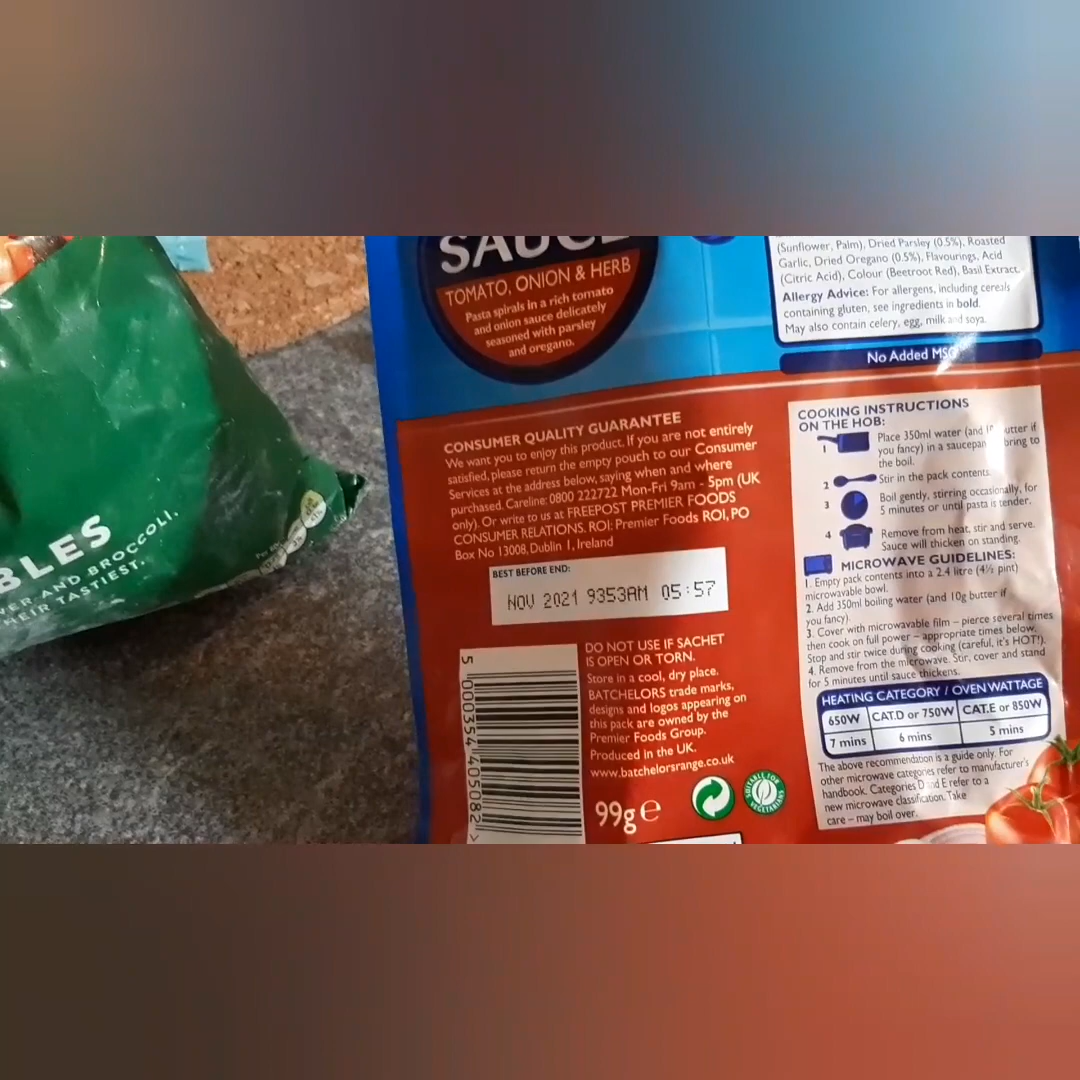 BLES
ER AND BROCCOLI,
HEIR TASTIEST.
SAUCE
TOMATO, ONION & HERB
Pasta spirals in a rich tomato
and onion sauce delicately
seasoned with parsley
and oregano.
(Sunflower, Palm), Dried Parsley (0.5%), Roasted
Garlic, Dried Oregano (0.5%), Flavourings, Acid
(Citric Acid), Colour (Beetroot Red), Basil Extract.
Allergy Advice: For allergens, including cereals
containing gluten, see ingredients in bold.
May also contain celery, egg, milk and soya.
No Added MSG
CONSUMER QUALITY GUARANTEE
We want you to enjoy this product. If you are not entirely
satisfied, please return the empty pouch to our Consumer
Services at the address below, saying when and where
purchased. Careline: 0800 222722 Mon-Fri 9am - 5pm (UK
only). Or write to us at FREEPOST PREMIER FOODS
CONSUMER RELATIONS. ROI: Premier Foods ROI, PO
Box No 13008, Dublin 1, Ireland
BEST BEFORE END:
NOV 2021 9353AM 05:57
DO NOT USE IF SACHET
IS OPEN OR TORN.
Store in a cool, dry place.
BATCHELORS trade marks,
designs and logos appearing on
this pack are owned by the
Premier Foods Group.
Produced in the UK.
www.batchelorsrange.co.uk
5 000354 405082 >
99g e
SUITABLE FOR VEGETARIANS
COOKING INSTRUCTIONS
ON THE HOB:
1 Place 350ml water (and butter if
you fancy) in a saucepan bring to
the boil.
2 Stir in the pack contents.
3 Boil gently, stirring occasionally, for
5 minutes or until pasta is tender.
4 Remove from heat, stir and serve.
Sauce will thicken on standing.
MICROWAVE GUIDELINES:
1. Empty pack contents into a 2.4 litre (4½ pint)
microwavable bowl.
2. Add 350ml boiling water (and 10g butter if
you fancy).
3. Cover with microwavable film – pierce several times
then cook on full power – appropriate times below.
Stop and stir twice during cooking (careful, it's HOT!).
4. Remove from the microwave. Stir, cover and stand
for 5 minutes until sauce thickens.
HEATING CATEGORY / OVEN WATTAGE
650W CAT.D or 750W CAT.E or 850W
7 mins 6 mins 5 mins
The above recommendation is a guide only. For
other microwave categories refer to manufacturer's
handbook. Categories D and E refer to a
new microwave classification. Take
care – may boil over.